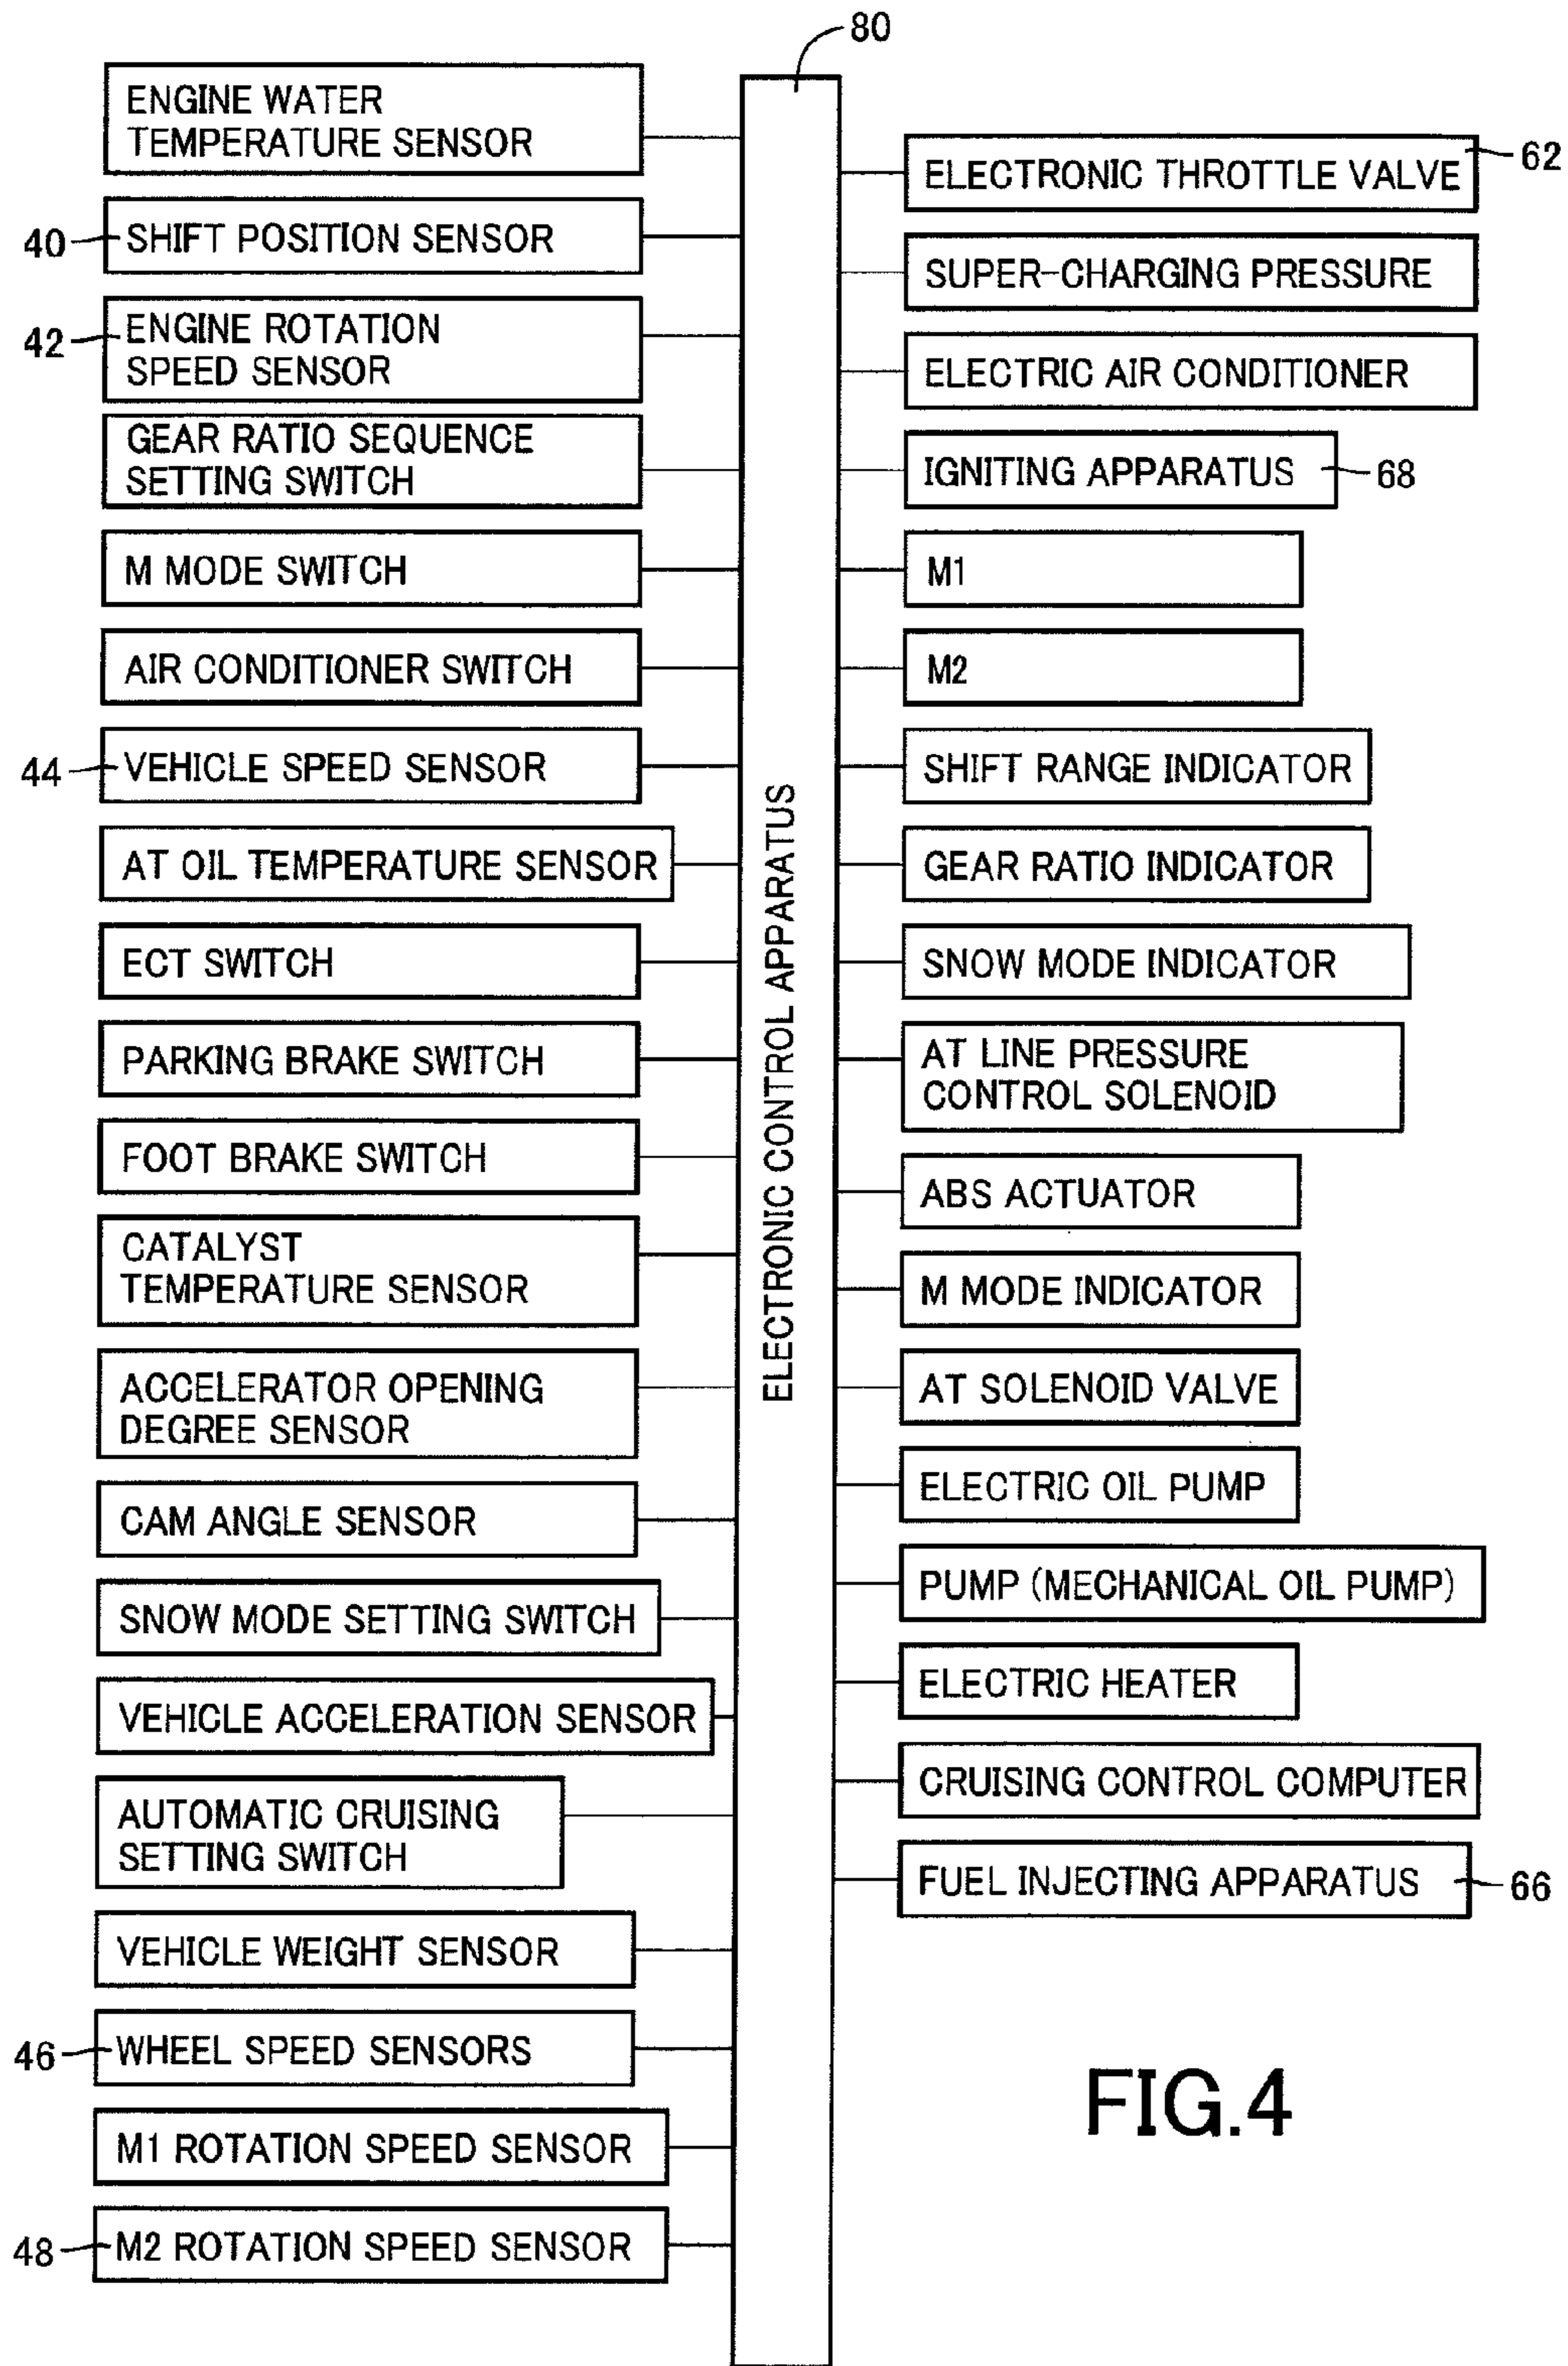 80
ENGINE WATER
TEMPERATURE SENSOR
40
SHIFT POSITION SENSOR
42
ENGINE ROTATION
SPEED SENSOR
GEAR RATIO SEQUENCE
SETTING SWITCH
M MODE SWITCH
AIR CONDITIONER SWITCH
44
VEHICLE SPEED SENSOR
AT OIL TEMPERATURE SENSOR
ECT SWITCH
PARKING BRAKE SWITCH
FOOT BRAKE SWITCH
CATALYST
TEMPERATURE SENSOR
ACCELERATOR OPENING
DEGREE SENSOR
CAM ANGLE SENSOR
SNOW MODE SETTING SWITCH
VEHICLE ACCELERATION SENSOR
AUTOMATIC CRUISING
SETTING SWITCH
VEHICLE WEIGHT SENSOR
46
WHEEL SPEED SENSORS
M1 ROTATION SPEED SENSOR
48
M2 ROTATION SPEED SENSOR
ELECTRONIC CONTROL APPARATUS
ELECTRONIC THROTTLE VALVE
62
SUPER-CHARGING PRESSURE
ELECTRIC AIR CONDITIONER
IGNITING APPARATUS
68
M1
M2
SHIFT RANGE INDICATOR
GEAR RATIO INDICATOR
SNOW MODE INDICATOR
AT LINE PRESSURE
CONTROL SOLENOID
ABS ACTUATOR
M MODE INDICATOR
AT SOLENOID VALVE
ELECTRIC OIL PUMP
PUMP (MECHANICAL OIL PUMP)
ELECTRIC HEATER
CRUISING CONTROL COMPUTER
FUEL INJECTING APPARATUS
66
FIG.4